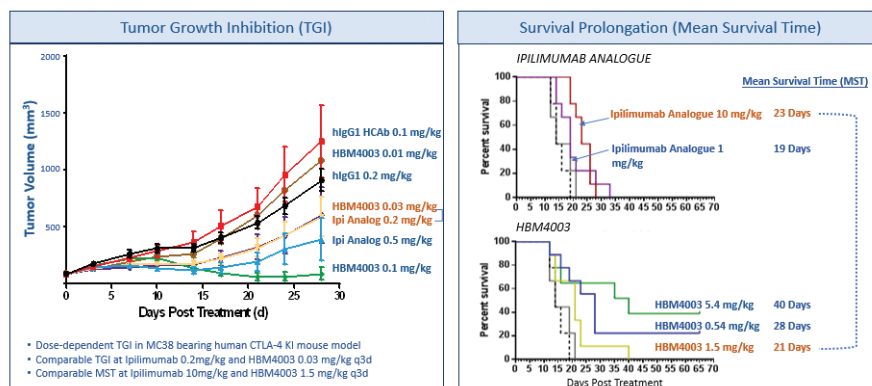 Tumor Growth Inhibition (TGI)
2000
1500
1000
500
Tumor Volume (mm³)
0 5 10 15 20 25 30
Days Post Treatment (d)
hIgG1 HCAb 0.1 mg/kg
HBM4003 0.01 mg/kg
hIgG1 0.2 mg/kg
HBM4003 0.03 mg/kg
Ipi Analog 0.2 mg/kg
Ipi Analog 0.5 mg/kg
HBM4003 0.1 mg/kg
• Dose-dependent TGI in MC38 bearing human CTLA-4 KI mouse model
• Comparable TGI at Ipilimumab 0.2mg/kg and HBM4003 0.03 mg/kg q3d
• Comparable MST at Ipilimumab 10mg/kg and HBM4003 1.5 mg/kg q3d
Survival Prolongation (Mean Survival Time)
IPILIMUMAB ANALOGUE
Mean Survival Time (MST)
100
80
60
40
20
0
Percent survival
0 5 10 15 20 25 30 35 40 45 50 55 60 65 70
Ipilimumab Analogue 10 mg/kg
23 Days
Ipilimumab Analogue 1
mg/kg
19 Days
HBM4003
100
80
60
40
20
0
Percent survival
0 5 10 15 20 25 30 35 40 45 50 55 60 65 70
Days Post Treatment
HBM4003 5.4 mg/kg
40 Days
HBM4003 0.54 mg/kg
28 Days
HBM4003 1.5 mg/kg
21 Days